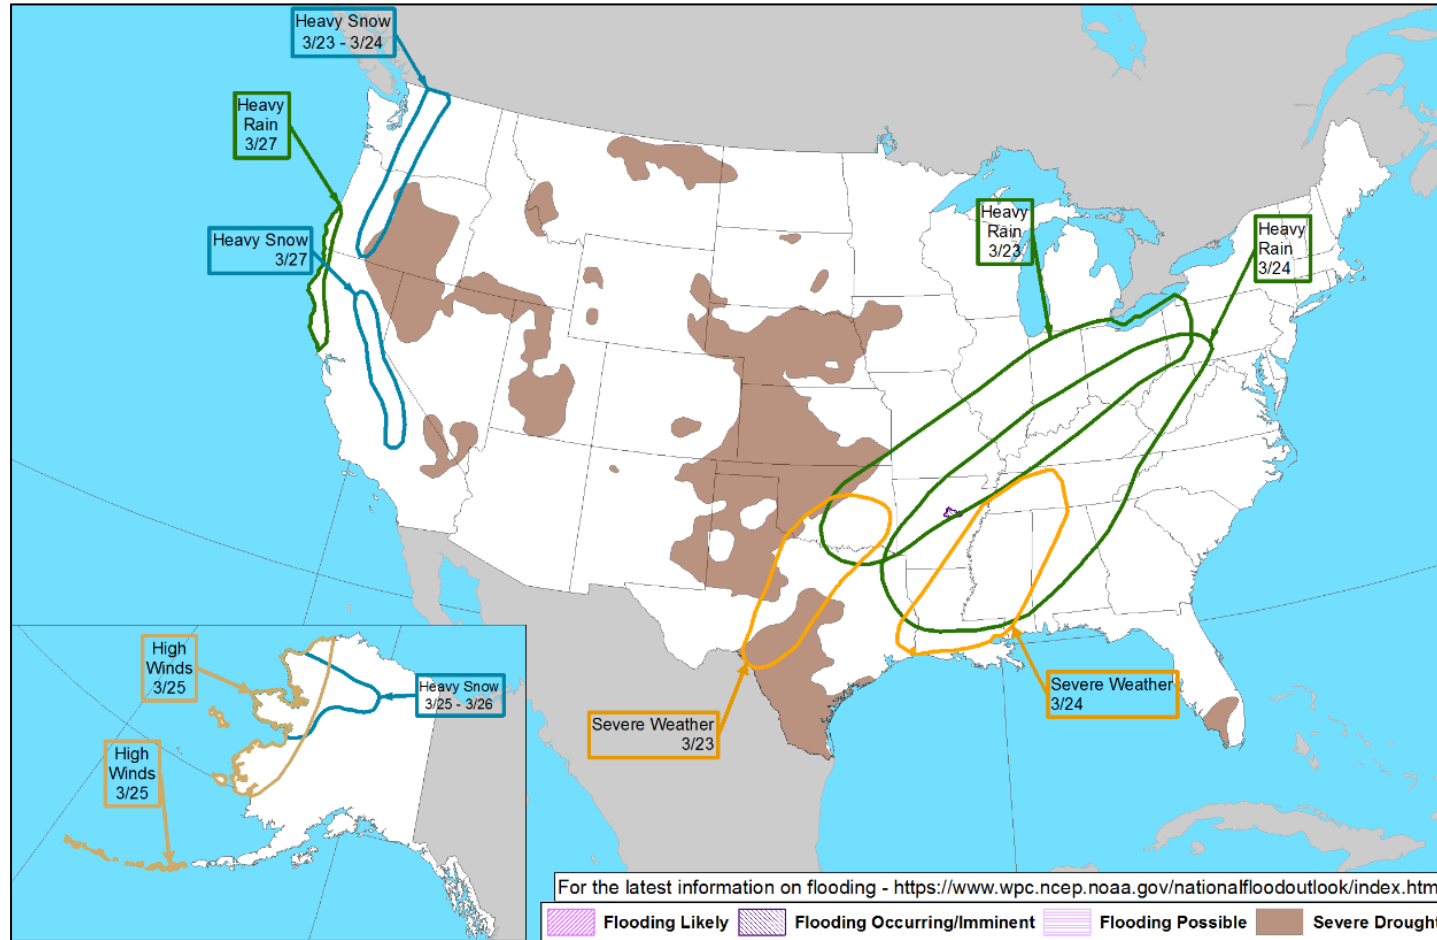 Heavy Snow
3/23 - 3/24
Heavy
Rain
3/27
Heavy Snow
3/27
Heavy
Rain
3/23
Heavy
Rain
3/24
High
Winds
3/25
Heavy Snow
3/25 - 3/26
High
Winds
3/25
Severe Weather
3/23
Severe Weather
3/24
For the latest information on flooding - https://www.wpc.ncep.noaa.gov/nationalfloodoutlook/index.htm
Flooding Likely
Flooding Occurring/Imminent
Flooding Possible
Severe Drought